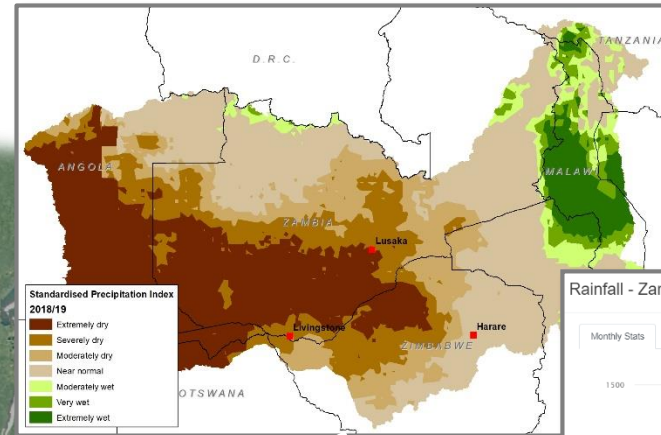 TANZANIA
D.R.C.
ANGOLA
MALAWI
ZAMBIA
Lusaka
Livingstone
Harare
ZIMBABWE
OTSWANA
Standardised Precipitation Index
2018/19
Extremely dry
Severely dry
Moderately dry
Near normal
Moderately wet
Very wet
Extremely wet
Rainfall - Zar
Monthly Stats
1500